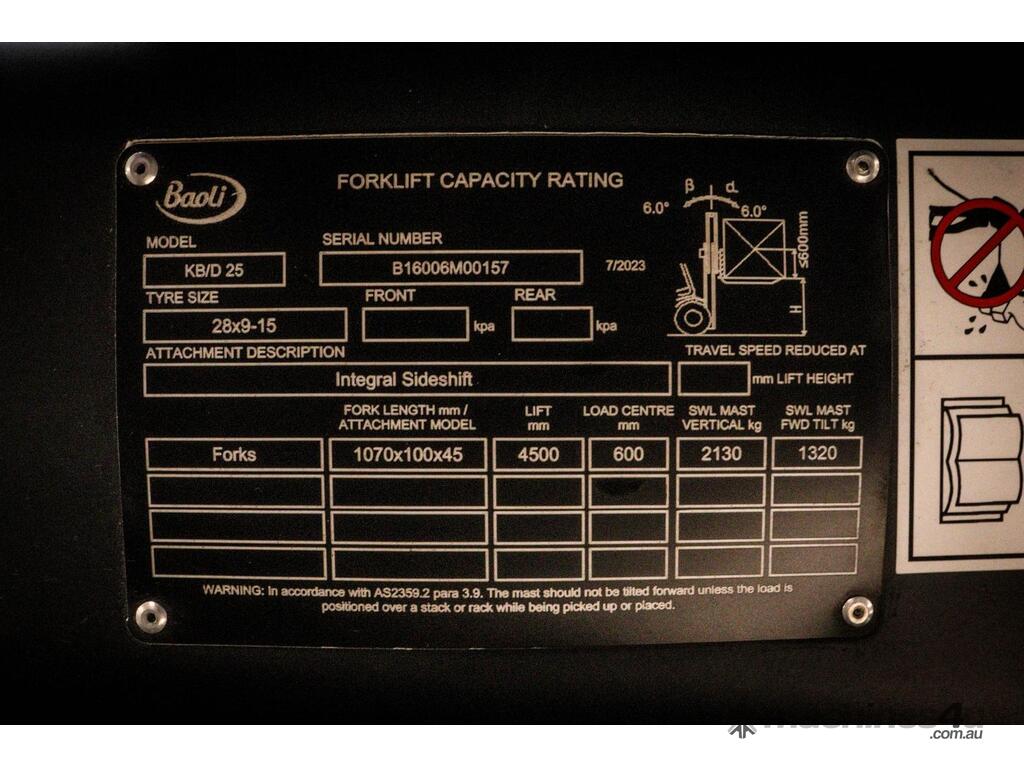 Baoli
FORKLIFT CAPACITY RATING
β d.
6.0° 6.0°
≤600mm
H
MODEL SERIAL NUMBER
KB/D 25 B16006M00157 7/2023
TYRE SIZE FRONT REAR
28x9-15 kpa kpa
ATTACHMENT DESCRIPTION TRAVEL SPEED REDUCED AT
Integral Sideshift mm LIFT HEIGHT
FORK LENGTH mm / LIFT LOAD CENTRE SWL MAST SWL MAST
ATTACHMENT MODEL mm mm VERTICAL kg FWD TILT kg
Forks 1070x100x45 4500 600 2130 1320
WARNING: In accordance with AS2359.2 para 3.9. The mast should not be tilted forward unless the load is
positioned over a stack or rack while being picked up or placed.
machines4u
.com.au